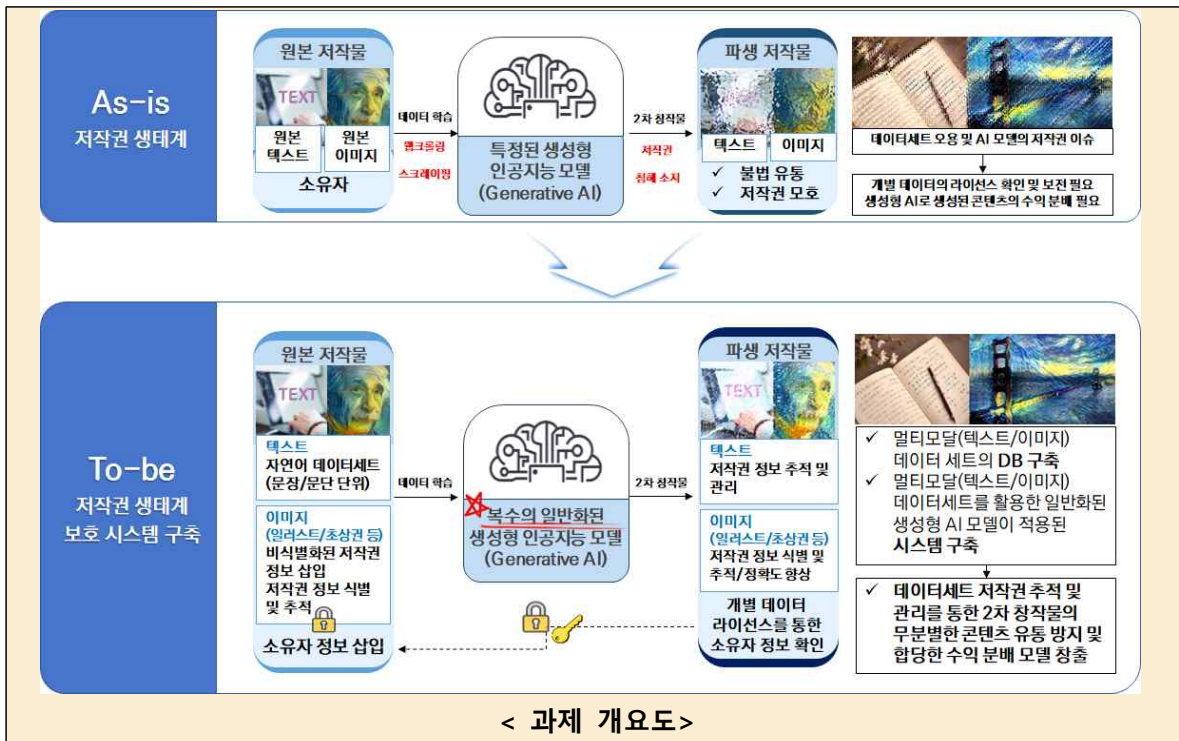 As-is
저작권 생태계
원본 저작물
TEXT
원본
텍스트
원본
이미지
소유자
데이터 학습
웹크롤링
스크레이핑
특정된 생성형
인공지능 모델
(Generative AI)
2차 창작물
저작권
침해 소지
파생 저작물
텍스트
이미지
✓ 불법 유통
✓ 저작권 모호
데이터세트 오용 및 AI 모델의 저작권 이슈
개별 데이터의 라이선스 확인 및 보전 필요
생성형 AI로 생성된 콘텐츠의 수익 분배 필요
To-be
저작권 생태계
보호 시스템 구축
원본 저작물
TEXT
텍스트
자연어 데이터세트
(문장/문단 단위)
이미지
(일러스트/초상권 등)
비식별화된 저작권
정보 삽입
저작권 정보 식별
및 추적
소유자 정보 삽입
데이터 학습
복수의 일반화된
생성형 인공지능 모델
(Generative AI)
2차 창작물
파생 저작물
TEXT
텍스트
저작권 정보 추적 및
관리
이미지
(일러스트/초상권 등)
저작권 정보 식별 및
추적/정확도 향상
개별 데이터
라이선스를 통한
소유자 정보 확인
✓ 멀티모달(텍스트/이미지)
데이터 세트의 DB 구축
✓ 멀티모달(텍스트/이미지)
데이터세트를 활용한 일반화된
생성형 AI 모델이 적용된
시스템 구축
✓ 데이터세트 저작권 추적 및
관리를 통한 2차 창작물의
무분별한 콘텐츠 유통 방지 및
합당한 수익 분배 모델 창출
< 과제 개요도>